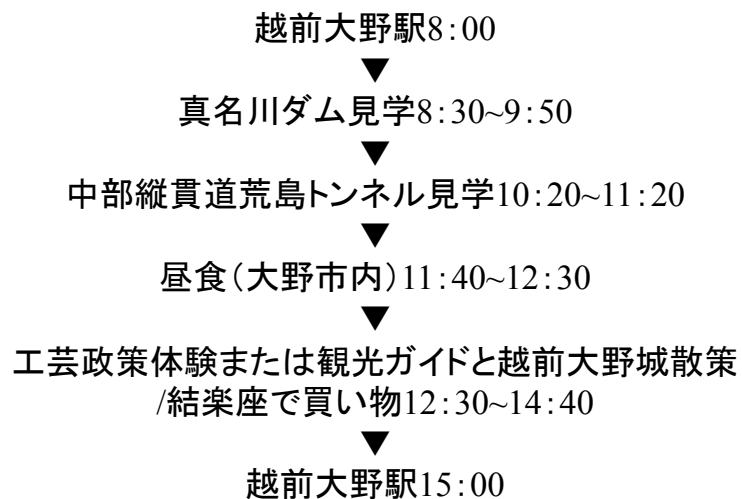 越前大野駅8:00
▼
真名川ダム見学8:30~9:50
▼
中部縦貫道荒島トンネル見学10:20~11:20
▼
昼食(大野市内)11:40~12:30
▼
工芸政策体験または観光ガイドと越前大野城散策
/結楽座で買い物12:30~14:40
▼
越前大野駅15:00